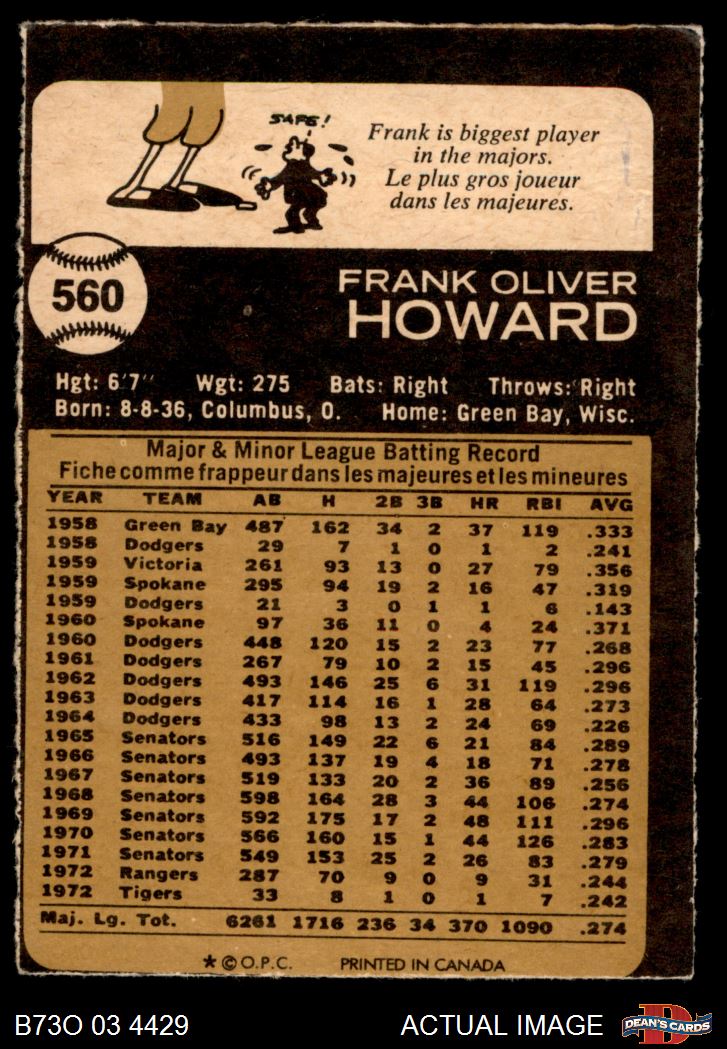 SAFE!
Frank is biggest player
in the majors.
Le plus gros joueur
dans les majeures.
560
FRANK OLIVER
HOWARD
Hgt: 6'7" Wgt: 275 Bats: Right Throws: Right
Born: 8-8-36, Columbus, O. Home: Green Bay, Wisc.
Major & Minor League Batting Record
Fiche comme frappeur dans les majeures et les mineures
YEAR TEAM AB H 2B 3B HR RBI AVG
1958 Green Bay 487 162 34 2 37 119 .333
1958 Dodgers 29 7 1 0 1 2 .241
1959 Victoria 261 93 13 0 27 79 .356
1959 Spokane 295 94 19 2 16 47 .319
1959 Dodgers 21 3 0 1 1 6 .143
1960 Spokane 97 36 11 0 4 24 .371
1960 Dodgers 448 120 15 2 23 77 .268
1961 Dodgers 267 79 10 2 15 45 .296
1962 Dodgers 493 146 25 6 31 119 .296
1963 Dodgers 417 114 16 1 28 64 .273
1964 Dodgers 433 98 13 2 24 69 .226
1965 Senators 516 149 22 6 21 84 .289
1966 Senators 493 137 19 4 18 71 .278
1967 Senators 519 133 20 2 36 89 .256
1968 Senators 598 164 28 3 44 106 .274
1969 Senators 592 175 17 2 48 111 .296
1970 Senators 566 160 15 1 44 126 .283
1971 Senators 549 153 25 2 26 83 .279
1972 Rangers 287 70 9 0 9 31 .244
1972 Tigers 33 8 1 0 1 7 .242
Maj. Lg. Tot. 6261 1716 236 34 370 1090 .274
* © O.P.C. PRINTED IN CANADA
B73O 03 4429 ACTUAL IMAGE D DEAN'S CARDS